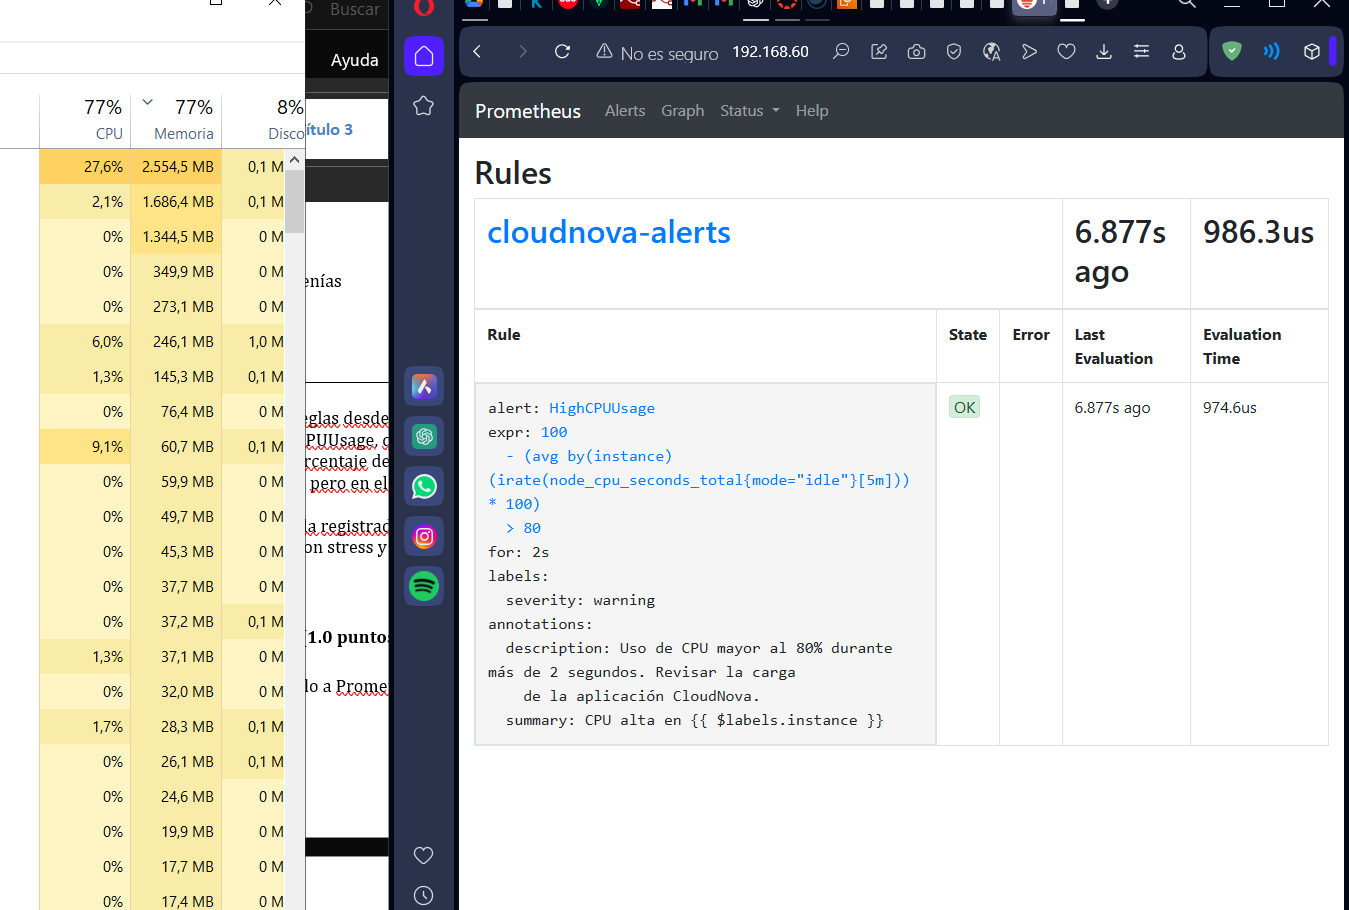 Buscar
Ayuda
77% 77% 8%
CPU Memoria Disco
27,6% 2.554,5 MB 0,1 M
2,1% 1.686,4 MB 0,1 M
0% 1.344,5 MB 0 M
0% 349,9 MB 0 M
0% 273,1 MB 0 M
6,0% 246,1 MB 1,0 M
1,3% 145,3 MB 0,1 M
0% 76,4 MB 0 M
9,1% 60,7 MB 0,1 M
0% 59,9 MB 0 M
0% 49,7 MB 0 M
0% 45,3 MB 0 M
0% 37,7 MB 0 M
0% 37,2 MB 0,1 M
1,3% 37,1 MB 0 M
0% 32,0 MB 0 M
1,7% 28,3 MB 0,1 M
0% 26,1 MB 0,1 M
0% 24,6 MB 0 M
0% 19,9 MB 0 M
0% 17,7 MB 0 M
0% 17,4 MB 0 M
ítulo 3
enías
eglas desde
PUUsage,
rcentaje de
pero en el
la registrad
on stress y
(1.0 puntos
lo a Prome
No es seguro 192.168.60
Prometheus Alerts Graph Status Help
Rules
cloudnova-alerts 6.877s ago 986.3us
Rule State Error Last Evaluation Evaluation Time
alert: HighCPUUsage
expr: 100
- (avg by(instance)
(irate(node_cpu_seconds_total{mode="idle"}[5m]))
* 100)
> 80
for: 2s
labels:
severity: warning
annotations:
description: Uso de CPU mayor al 80% durante
más de 2 segundos. Revisar la carga
de la aplicación CloudNova.
summary: CPU alta en {{ $labels.instance }}
OK
6.877s ago
974.6us